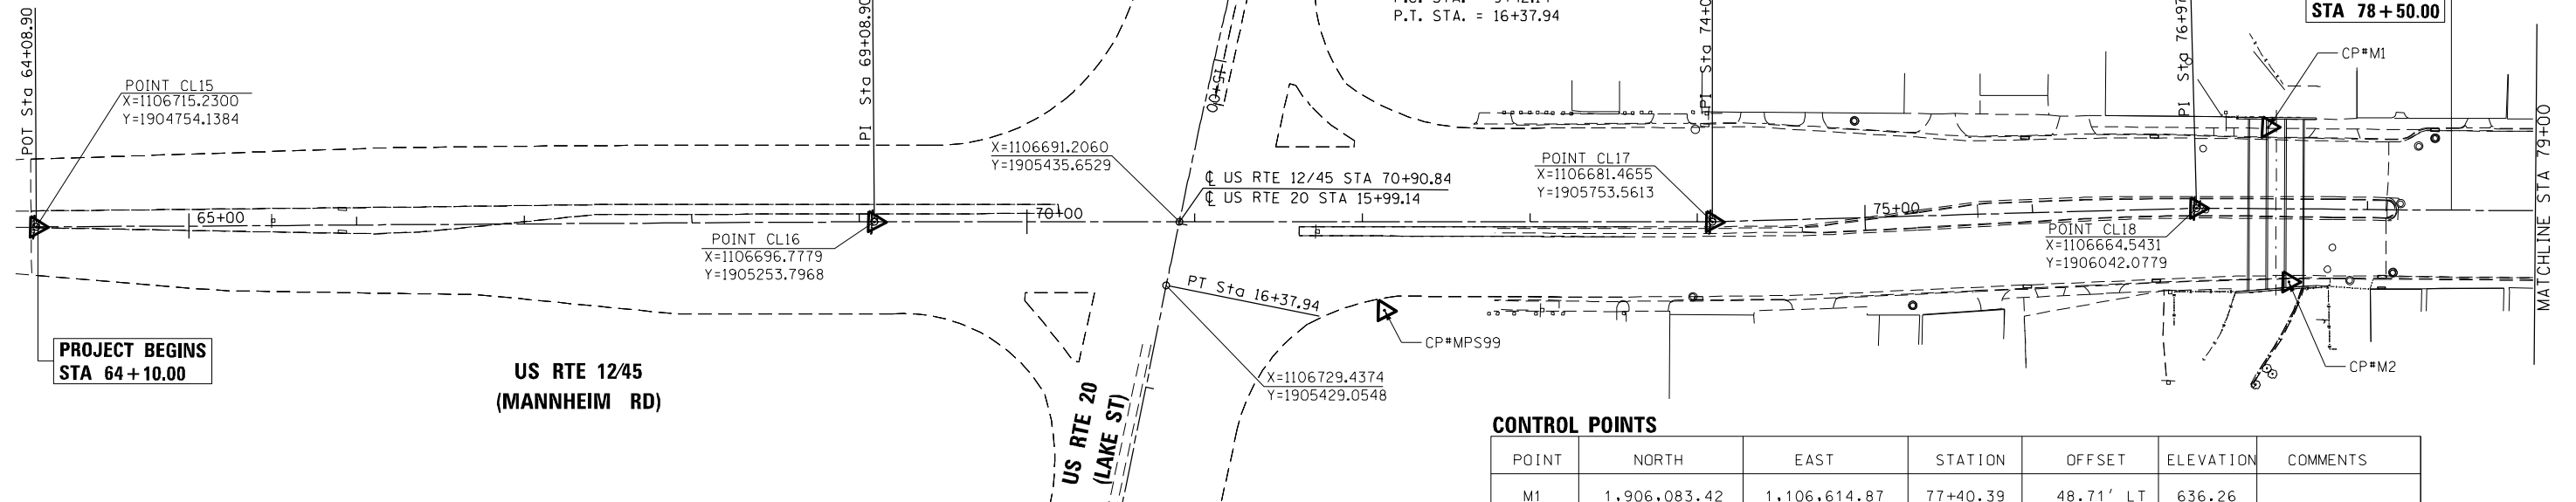 POT Sta 64+08.90
POINT CL15
X=1106715.2300
Y=1904754.1384
65+00
PROJECT BEGINS
STA 64+10.00
US RTE 12/45
(MANNHEIM RD)
PI Sta 69+08.90
POINT CL16
X=1106696.7779
Y=1905253.7968
70+00
X=1106691.2060
Y=1905435.6529
℄ US RTE 12/45 STA 70+90.84
℄ US RTE 20 STA 15+99.14
15+00
P.T. STA. = 16+37.94
PT Sta 16+37.94
X=1106729.4374
Y=1905429.0548
US RTE 20
(LAKE ST)
CP#MPS99
PI Sta 74+0
POINT CL17
X=1106681.4655
Y=1905753.5613
75+00
PI Sta 76+97
POINT CL18
X=1106664.5431
Y=1906042.0779
STA 78+50.00
CP#M1
CP#M2
MATCHLINE STA 79+00
CONTROL POINTS
POINT NORTH EAST STATION OFFSET ELEVATION COMMENTS
M1 1,906,083.42 1,106,614.87 77+40.39 48.71' LT 636.26